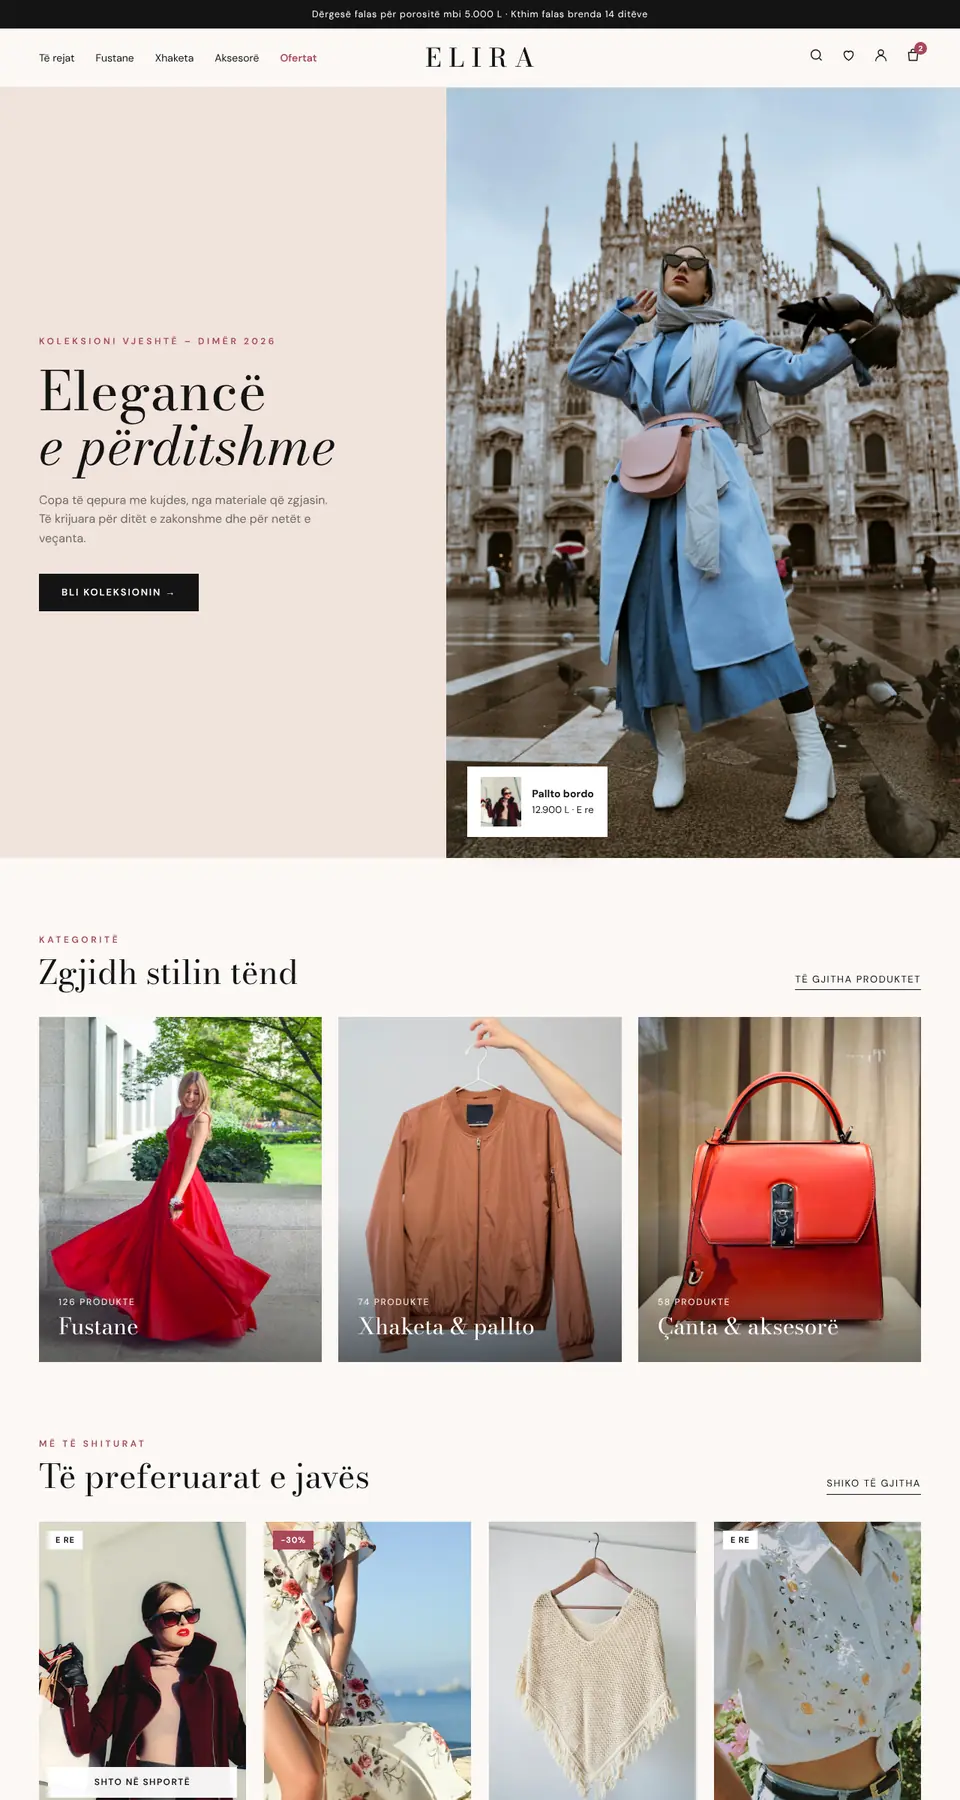 Dërgesë falas për porositë mbi 5.000 L · Kthim falas brenda 14 ditëve
Të rejat Fustane Xhaketa Aksesorë Ofertat
ELIRA
2
KOLEKSIONI VJESHTË – DIMËR 2026
Elegancë
e përditshme
Copa të qepura me kujdes, nga materiale që zgjasin.
Të krijuara për ditët e zakonshme dhe për netët e
veçanta.
BLI KOLEKSIONIN →
Pallto bordo
12.900 L · E re
KATEGORITË
Zgjidh stilin tënd
TË GJITHA PRODUKTET
126 PRODUKTE
Fustane
74 PRODUKTE
Xhaketa & pallto
58 PRODUKTE
Çanta & aksesorë
MË TË SHITURAT
Të preferuarat e javës
SHIKO TË GJITHA
E RE
-30%
E RE
SHTO NË SHPORTË